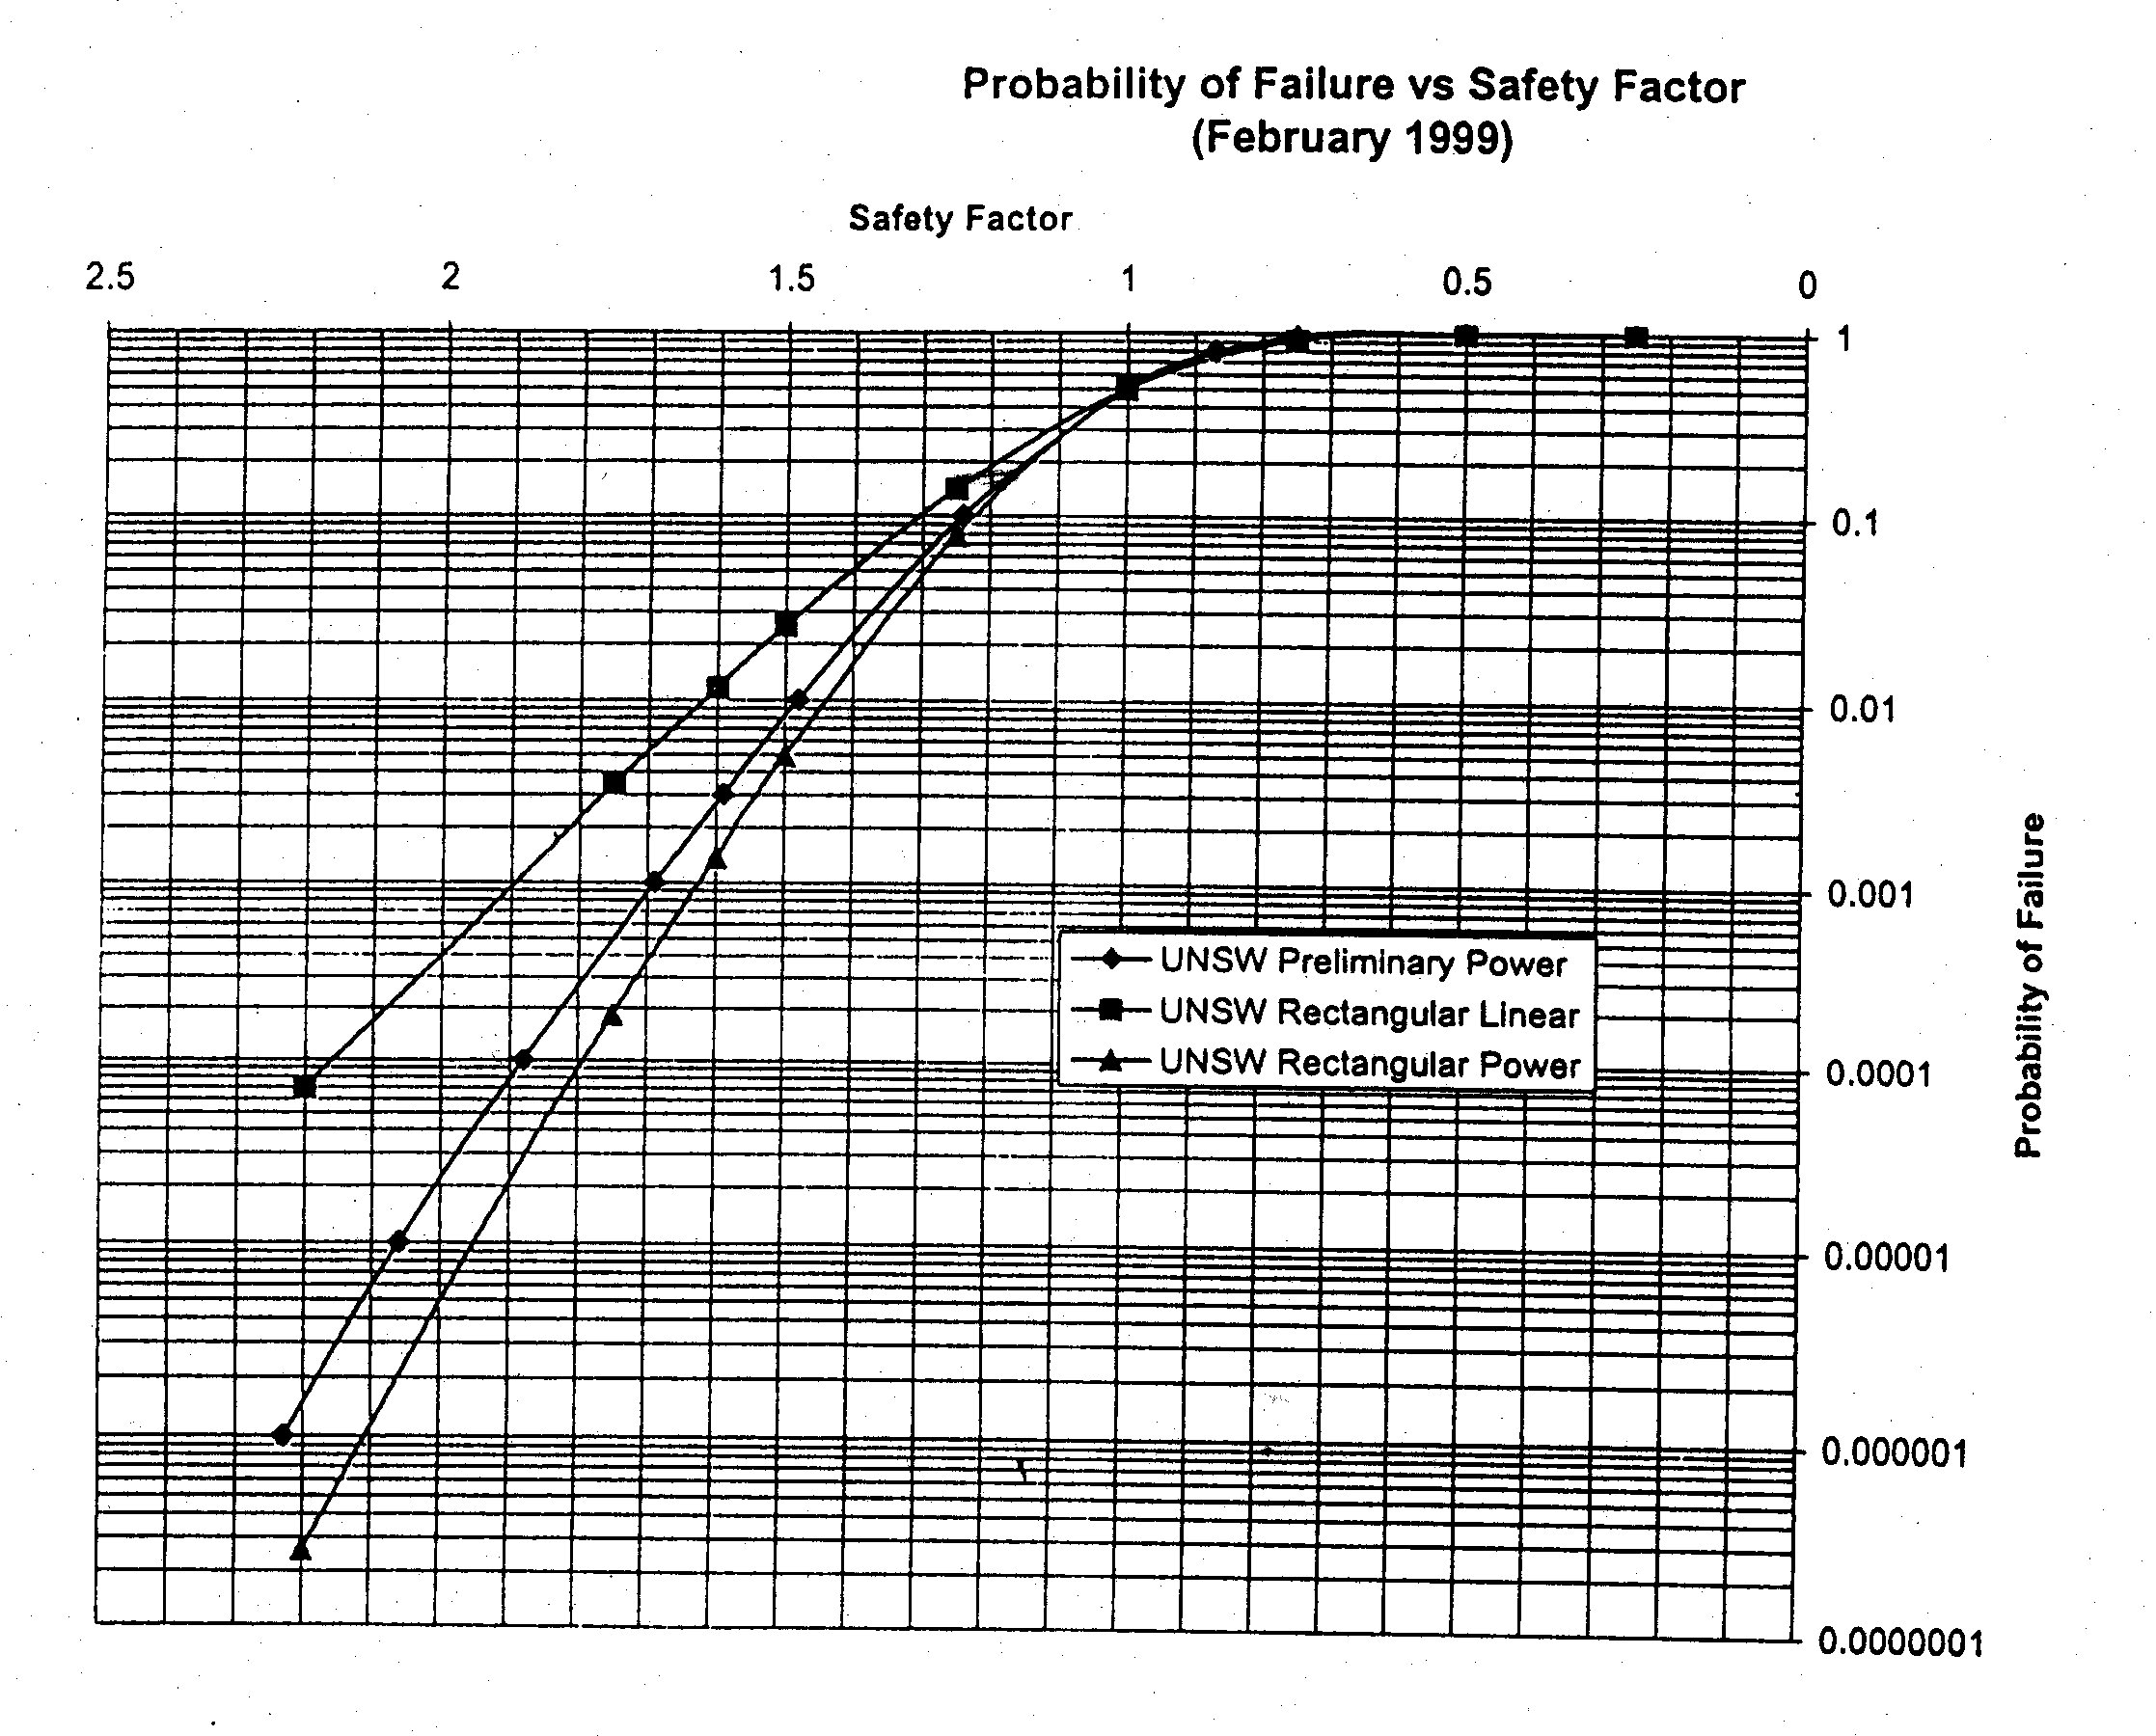 Probability of Failure vs Safety Factor
(February 1999)
Safety Factor
2.5 2 1.5 1 0.5 0
1
0.1
0.01
0.001
0.0001
0.00001
0.000001
0.0000001
Probability of Failure
UNSW Preliminary Power
UNSW Rectangular Linear
UNSW Rectangular Power